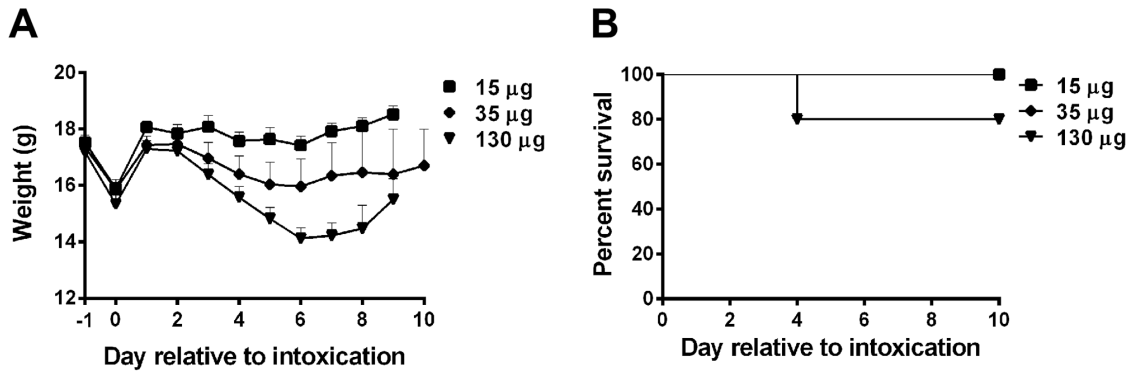 A
B
20
18
16
14
12
Weight (g)
-1 0 2 4 6 8 10
Day relative to intoxication
15 μg
35 μg
130 μg
100
80
60
40
20
0
Percent survival
0 2 4 6 8 10
Day relative to intoxication
15 μg
35 μg
130 μg